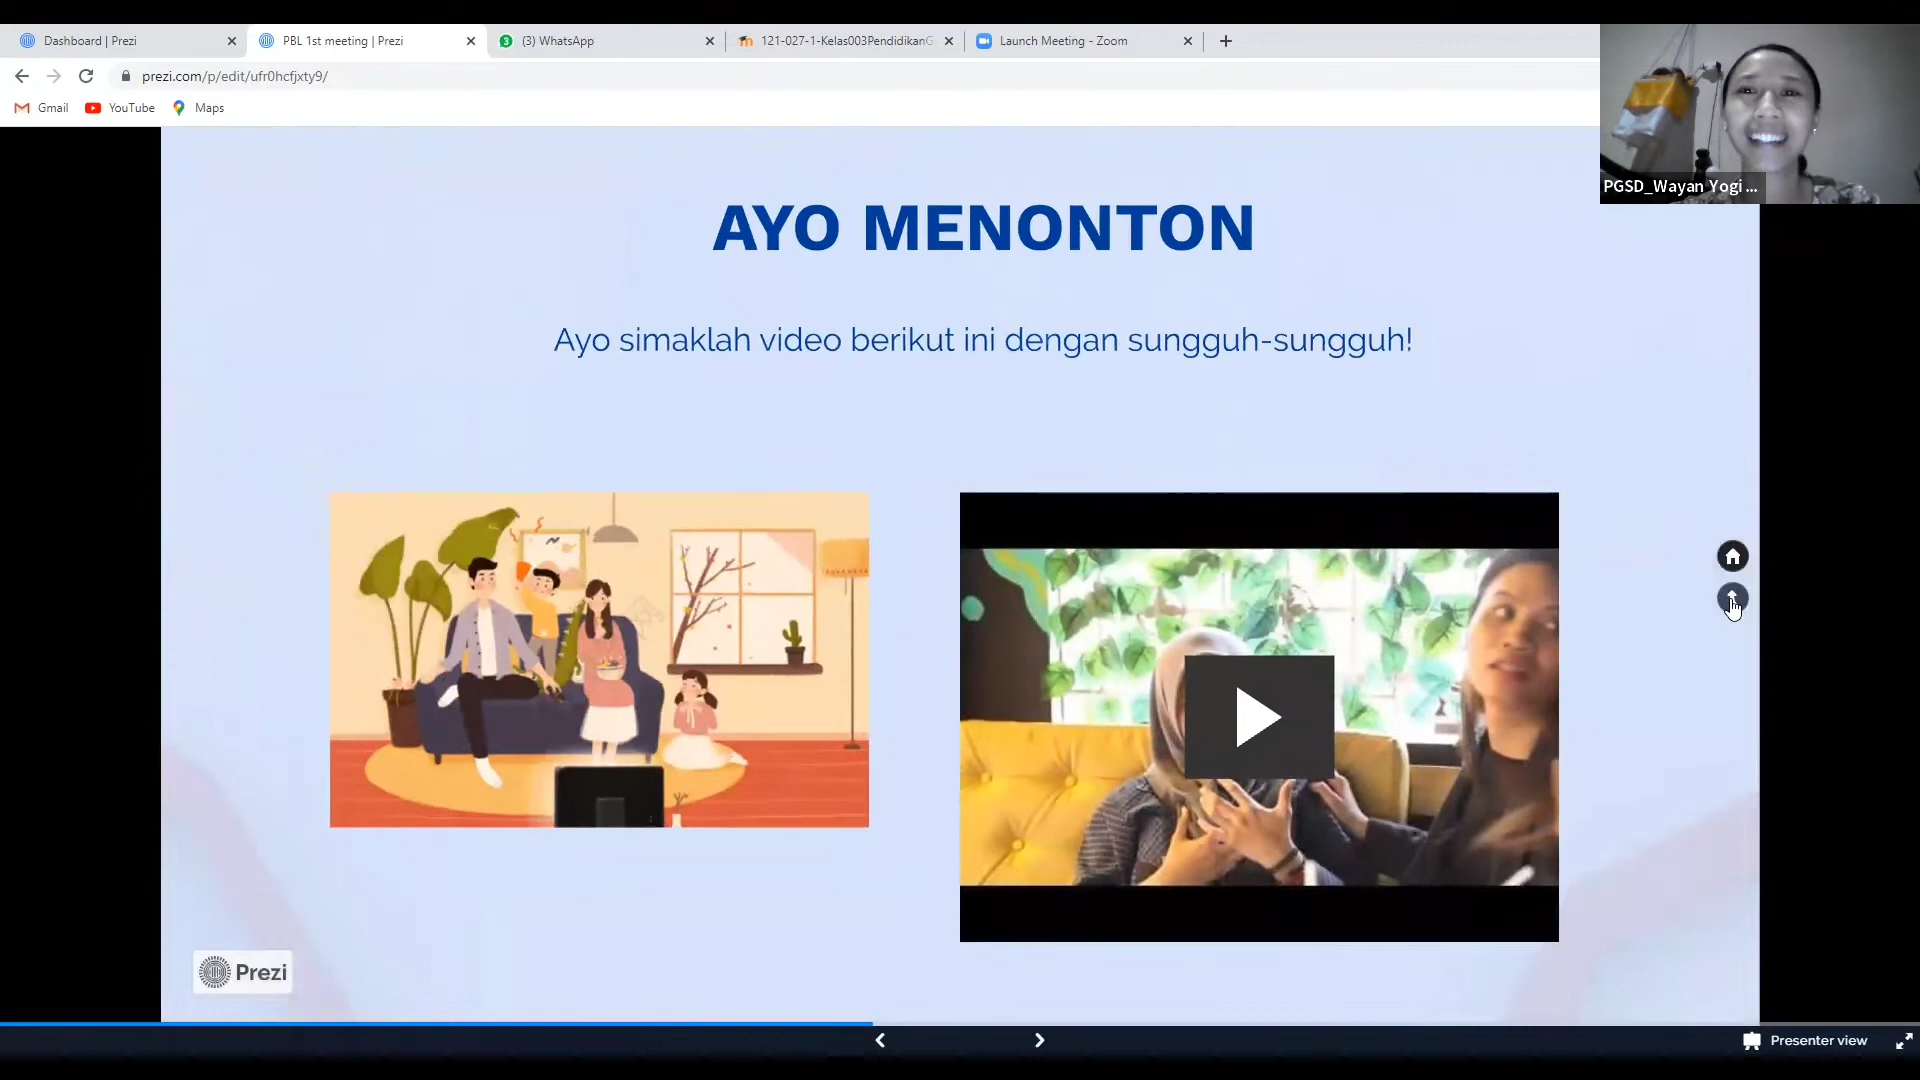 Dashboard | Prezi
PBL 1st meeting | Prezi
(3) WhatsApp
121-027-1-Kelas003PendidikanG
Launch Meeting - Zoom
prezi.com/p/edit/ufr0hcfjxty9/
Gmail
YouTube
Maps
PGSD_Wayan Yogi ...
AYO MENONTON
Ayo simaklah video berikut ini dengan sungguh-sungguh!
Prezi
Presenter view